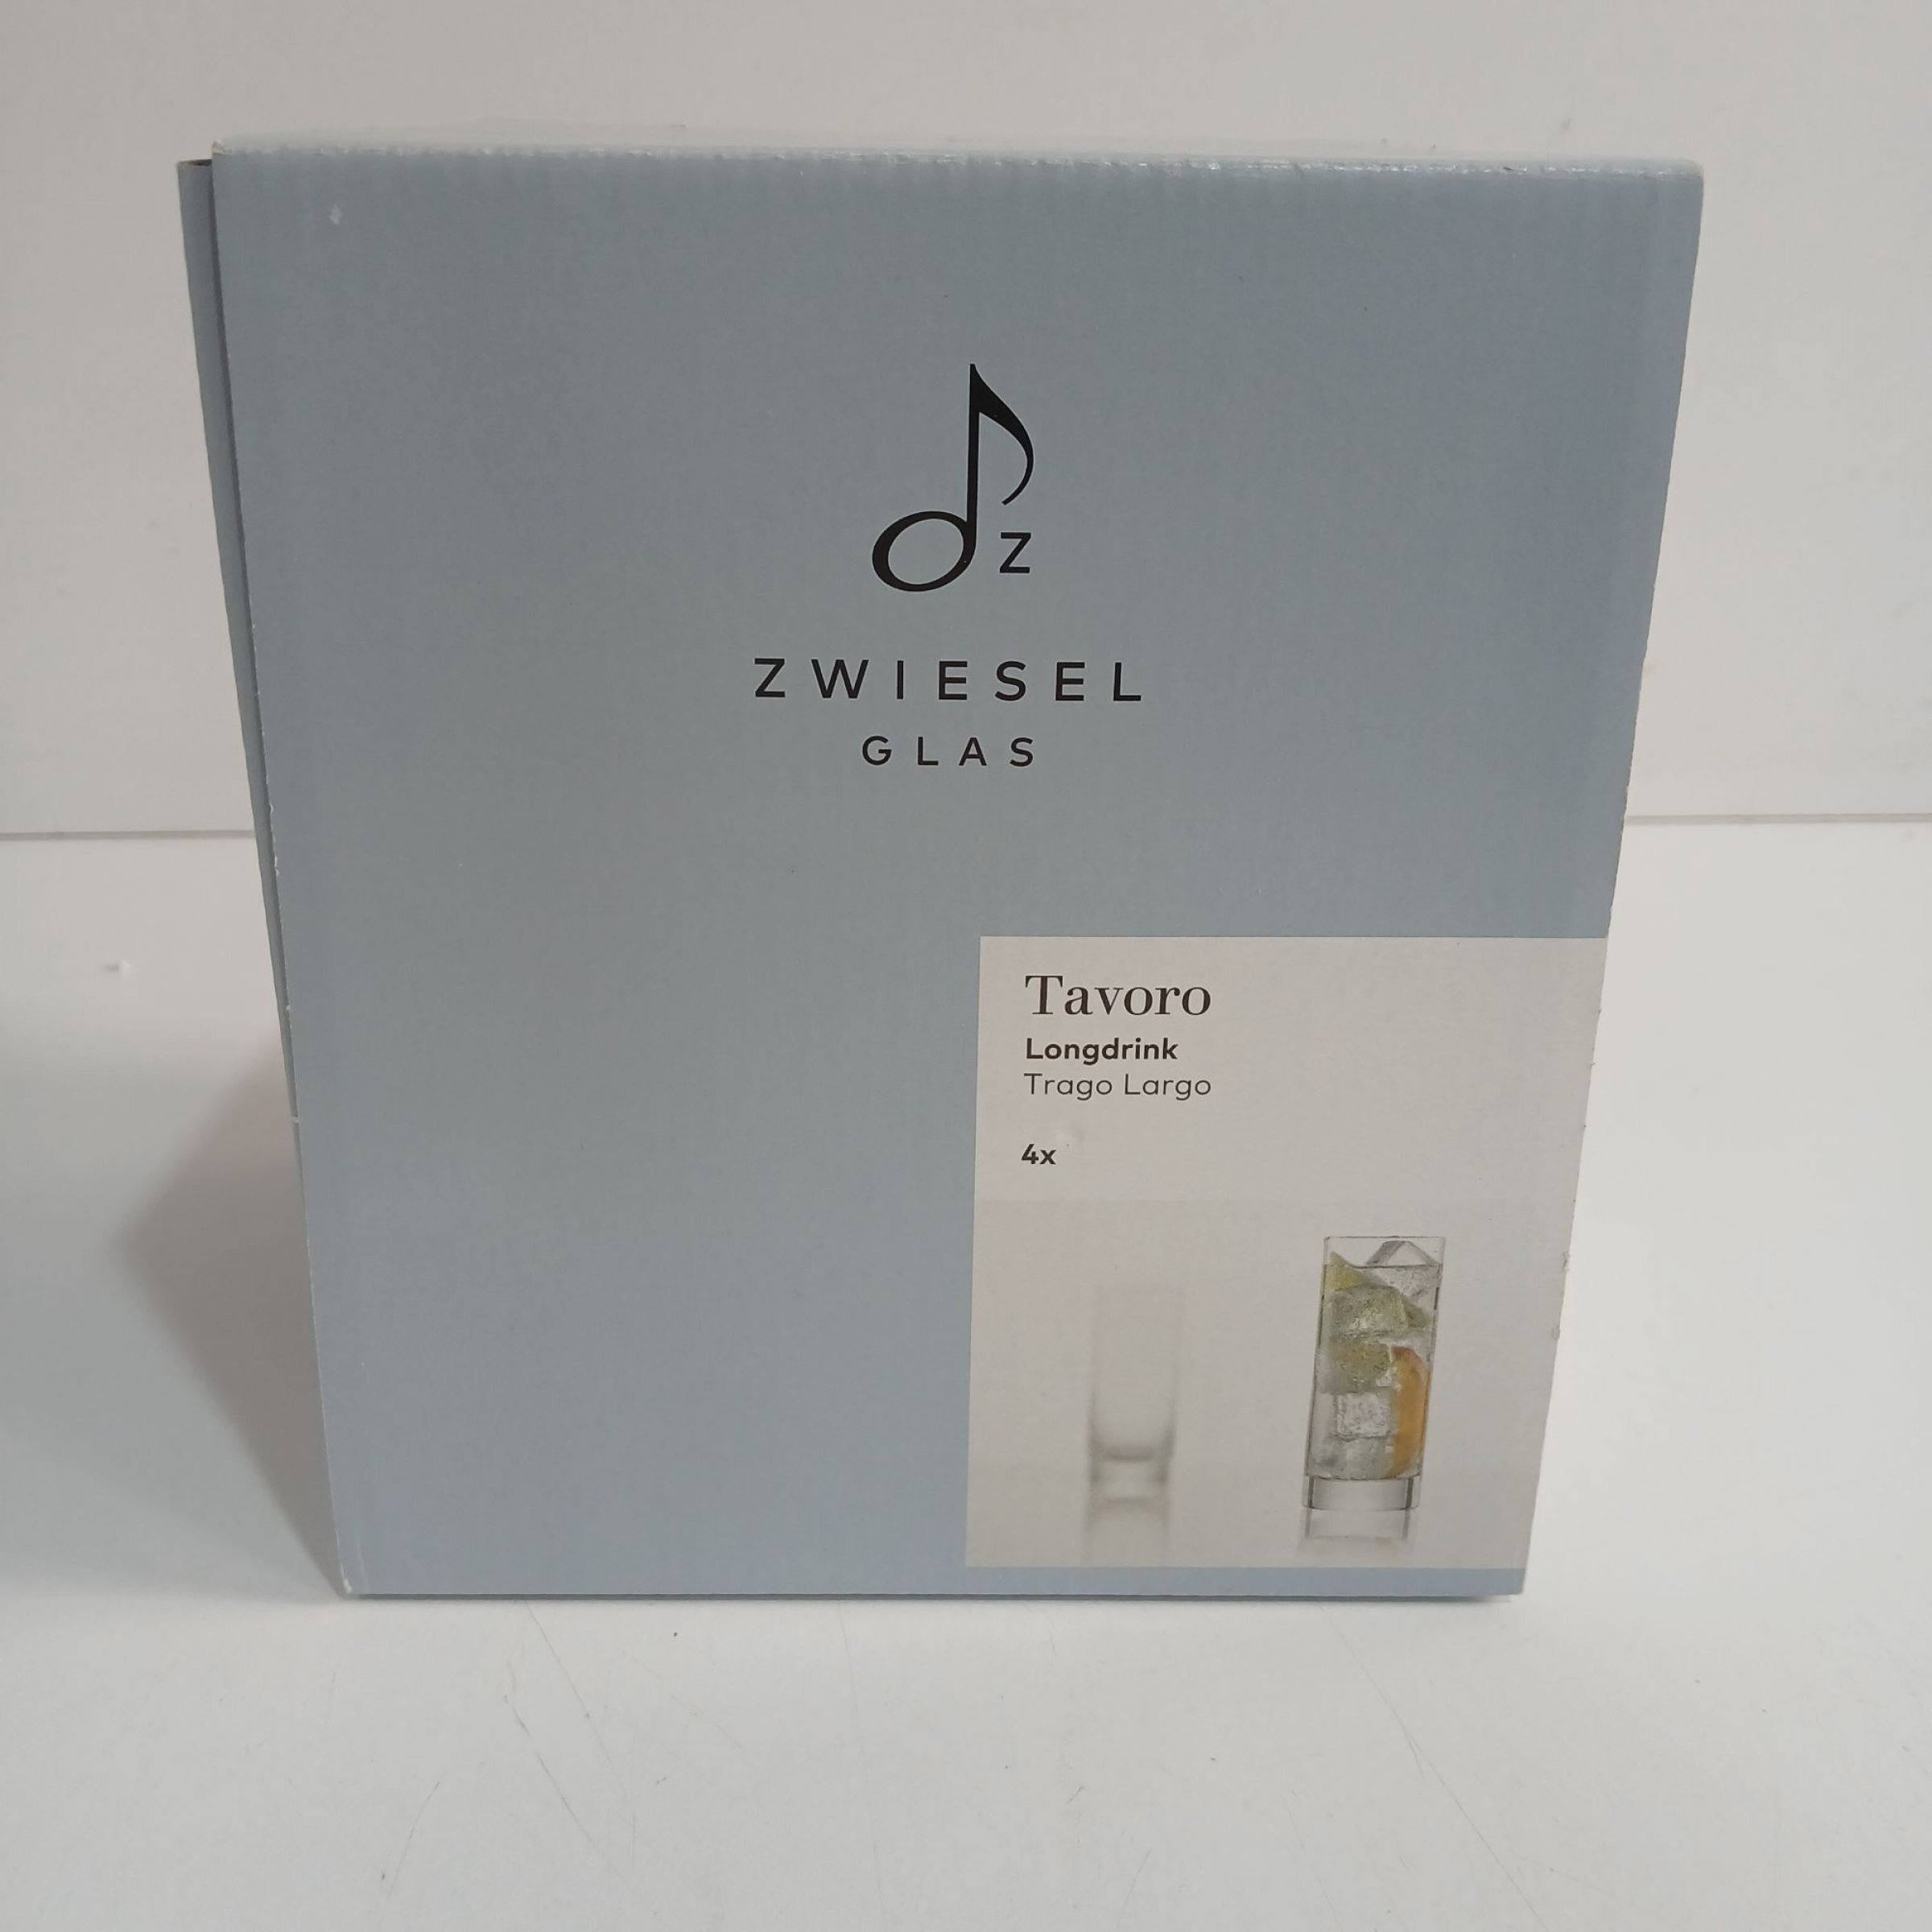 Z
ZWIESEL
GLAS
Tavoro
Longdrink
Trago Largo
4x